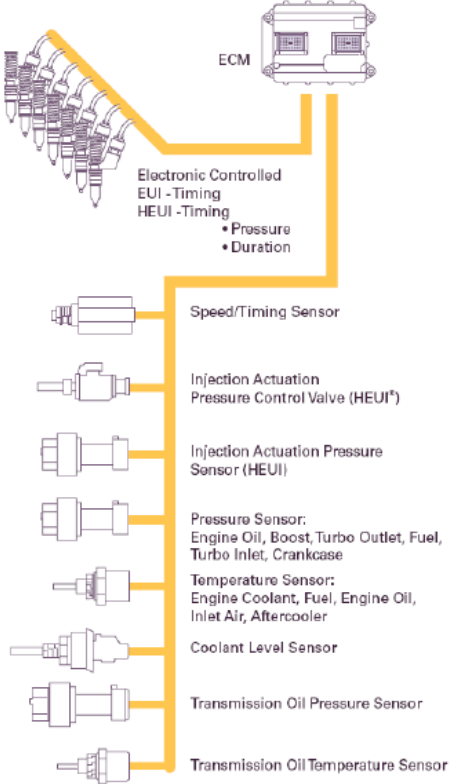 ECM
Electronic Controlled
EUI -Timing
HEUI -Timing
• Pressure
• Duration
Speed/Timing Sensor
Injection Actuation
Pressure Control Valve (HEUI®)
Injection Actuation Pressure
Sensor (HEUI)
Pressure Sensor:
Engine Oil, Boost, Turbo Outlet, Fuel,
Turbo Inlet, Crankcase
Temperature Sensor:
Engine Coolant, Fuel, Engine Oil,
Inlet Air, Aftercooler
Coolant Level Sensor
Transmission Oil Pressure Sensor
Transmission Oil Temperature Sensor